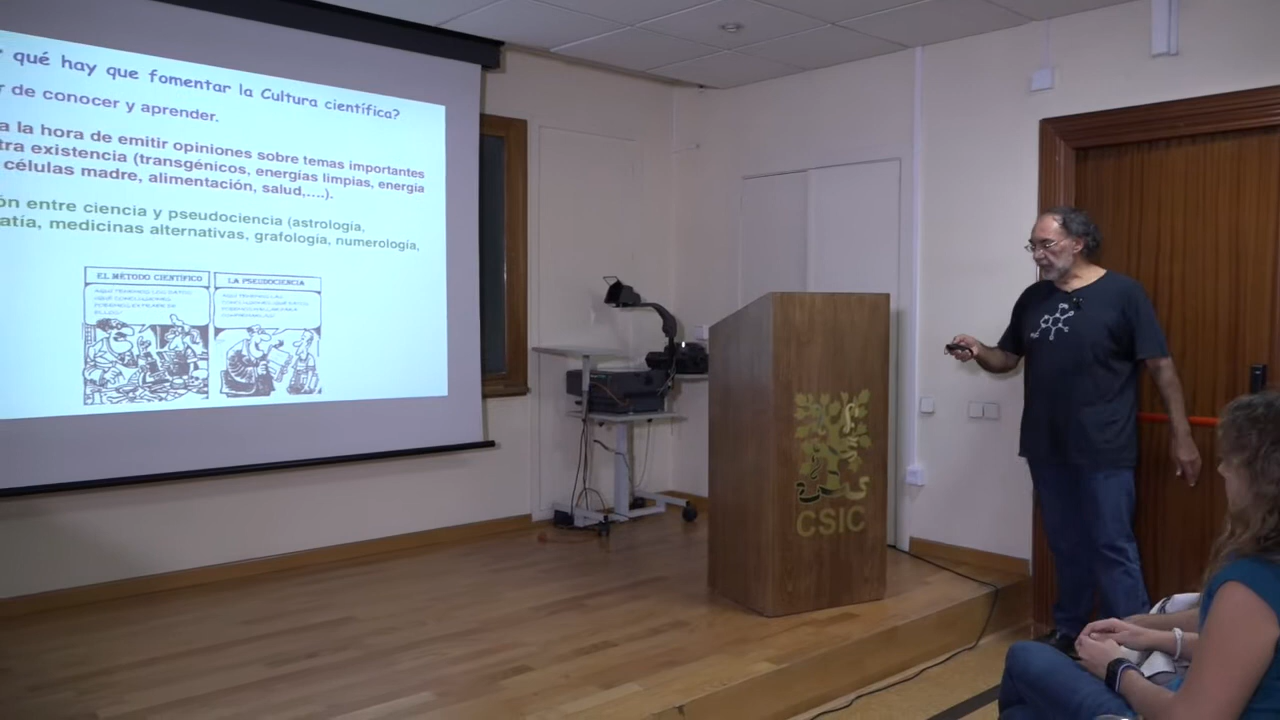 qué hay que fomentar la Cultura científica?
r de conocer y aprender.
a la hora de emitir opiniones sobre temas importantes
tra existencia (transgénicos, energías limpias, energía
células madre, alimentación, salud,....).
ón entre ciencia y pseudociencia (astrología,
atía, medicinas alternativas, grafología, numerología,
EL MÉTODO CIENTÍFICO
LA PSEUDOCIENCIA
CSIC